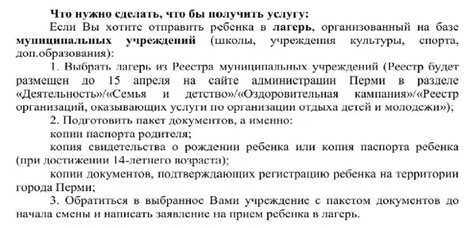 Что нужно сделать, что бы получить услугу:
Если Вы хотите отправить ребенка в лагерь, организованный на базе
муниципальных учреждений (школы, учреждения культуры, спорта,
доп.образования):
1. Выбрать лагерь из Реестра муниципальных учреждений (Реестр будет
размещен до 15 апреля на сайте администрации Перми в разделе
«Деятельность»/«Семья и детство»/«Оздоровительная кампания»/«Реестр
организаций, оказывающих услуги по организации отдыха детей и молодежи»);
2. Подготовить пакет документов, а именно:
копии паспорта родителя;
копия свидетельства о рождении ребенка или копия паспорта ребенка
(при достижении 14-летнего возраста);
копии документов, подтверждающих регистрацию ребенка на территории
города Перми;
3. Обратиться в выбранное Вами учреждение с пакетом документов до
начала смены и написать заявление на прием ребенка в лагерь.